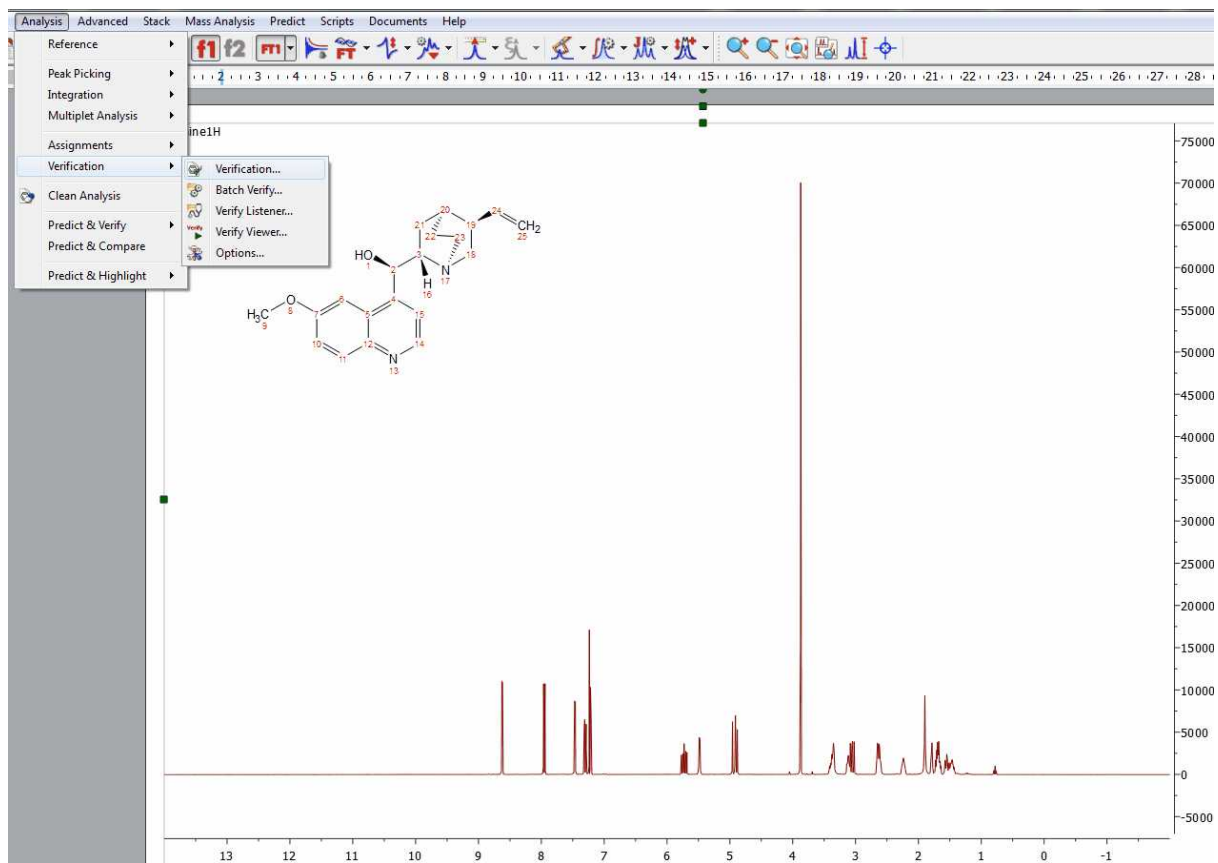 Analysis Advanced Stack Mass Analysis Predict Scripts Documents Help
f1 f2 FT1 FT
2 3 4 5 6 7 8 9 10 11 12 13 14 15 16 17 18 19 20 21 22 23 24 25 26 27 28
Reference
Peak Picking
Integration
Multiplet Analysis
Assignments
Verification
Clean Analysis
Predict & Verify
Predict & Compare
Predict & Highlight
Verification...
Batch Verify...
Verify Listener...
Verify
Verify Viewer...
Options...
ine1H
20 24
21 19 CH2
22 23 25
HO 3 18
1 2 N
H 17
16
O 4
H3C 8 6 15
9 7 5
10 12 14
11 N
13
75000
70000
65000
60000
55000
50000
45000
40000
35000
30000
25000
20000
15000
10000
5000
0
-5000
13 12 11 10 9 8 7 6 5 4 3 2 1 0 -1